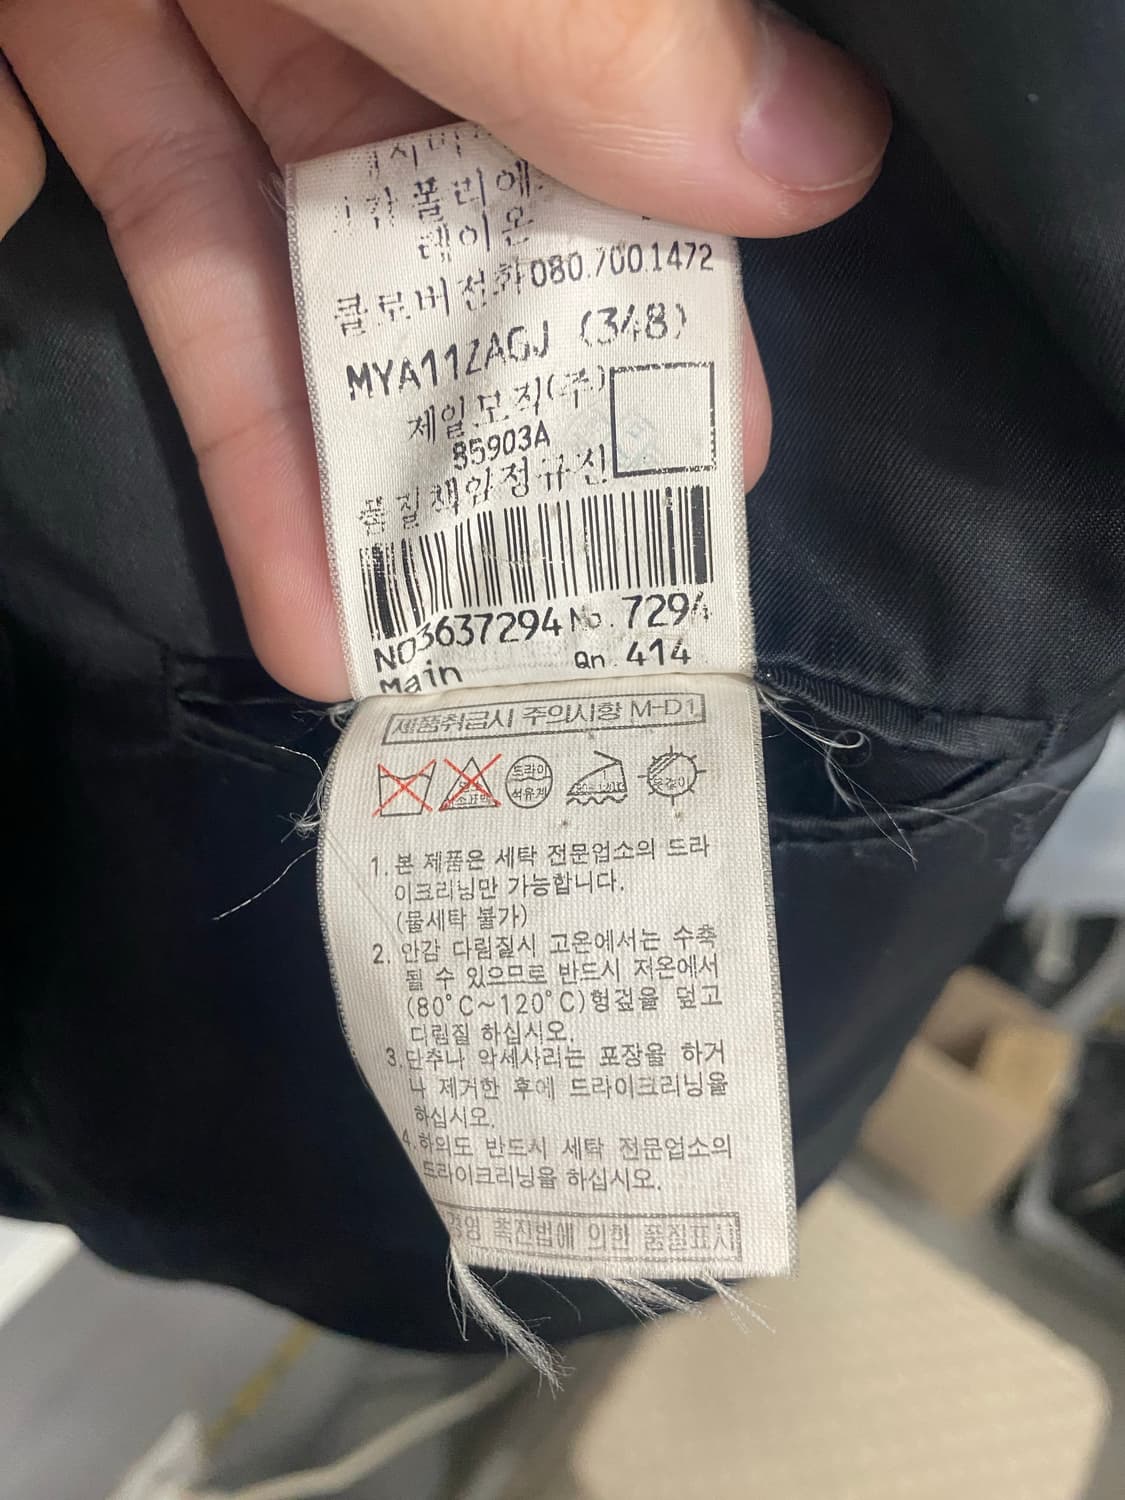 폴리에
레이온
클로버전화 080.700.1472
MYA11ZAGJ (348)
제일모직(주)
85903A
품질책임 정규진
NO3637294 No. 7294
Main Qn. 414
제품취급시 주의사항 M-D1
드라이
석유계
옷걸이
1. 본 제품은 세탁 전문업소의 드라
이크리닝만 가능합니다.
(물세탁 불가)
2. 안감 다림질시 고온에서는 수축
될 수 있으므로 반드시 저온에서
(80°C~120°C)헝겊을 덮고
다림질 하십시오.
3. 단추나 악세사리는 포장을 하거
나 제거한 후에 드라이크리닝을
하십시오.
4. 하의도 반드시 세탁 전문업소의
드라이크리닝을 하십시오.
촉진법에 의한 품질표시